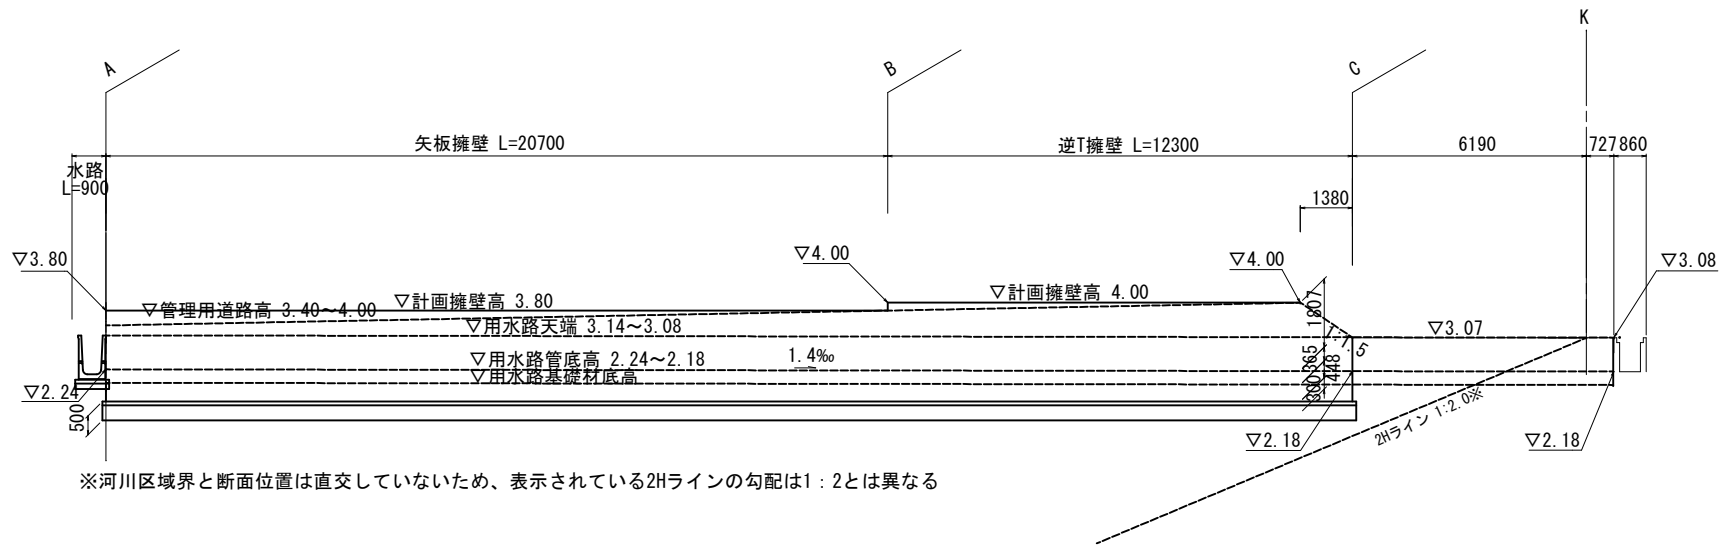 K
A
B
C
矢板擁壁 L=20700
逆T擁壁 L=12300
6190
727
860
水路
L=900
1380
▽3.80
▽4.00
▽4.00
▽3.08
▽管理用道路高 3.40～4.00
▽計画擁壁高 3.80
▽計画擁壁高 4.00
1807
▽用水路天端 3.14～3.08
▽3.07
1:1.5
▽用水路管底高 2.24～2.18
1.4‰
365
448
300
▽用水路基礎材底高
▽2.24
500
2Hライン 1:2.0※
▽2.18
▽2.18
※河川区域界と断面位置は直交していないため、表示されている2Hラインの勾配は1：2とは異なる